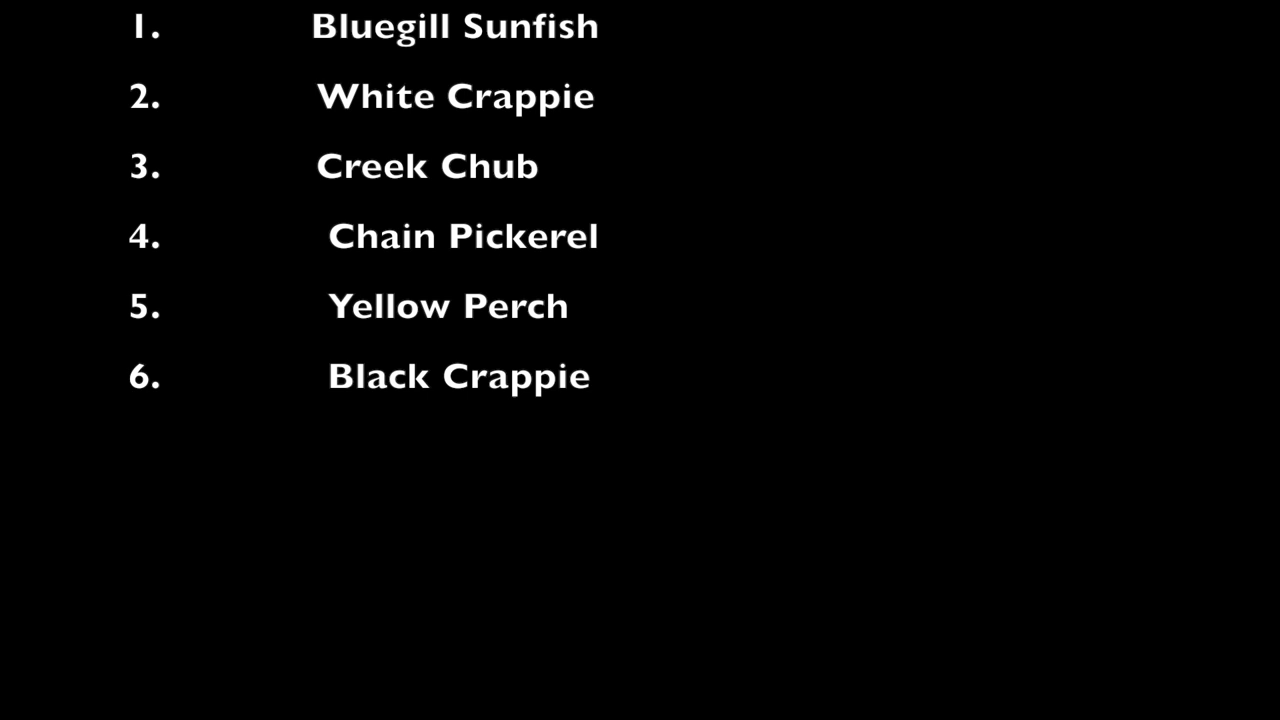 1. Bluegill Sunfish
2. White Crappie
3. Creek Chub
4. Chain Pickerel
5. Yellow Perch
6. Black Crappie